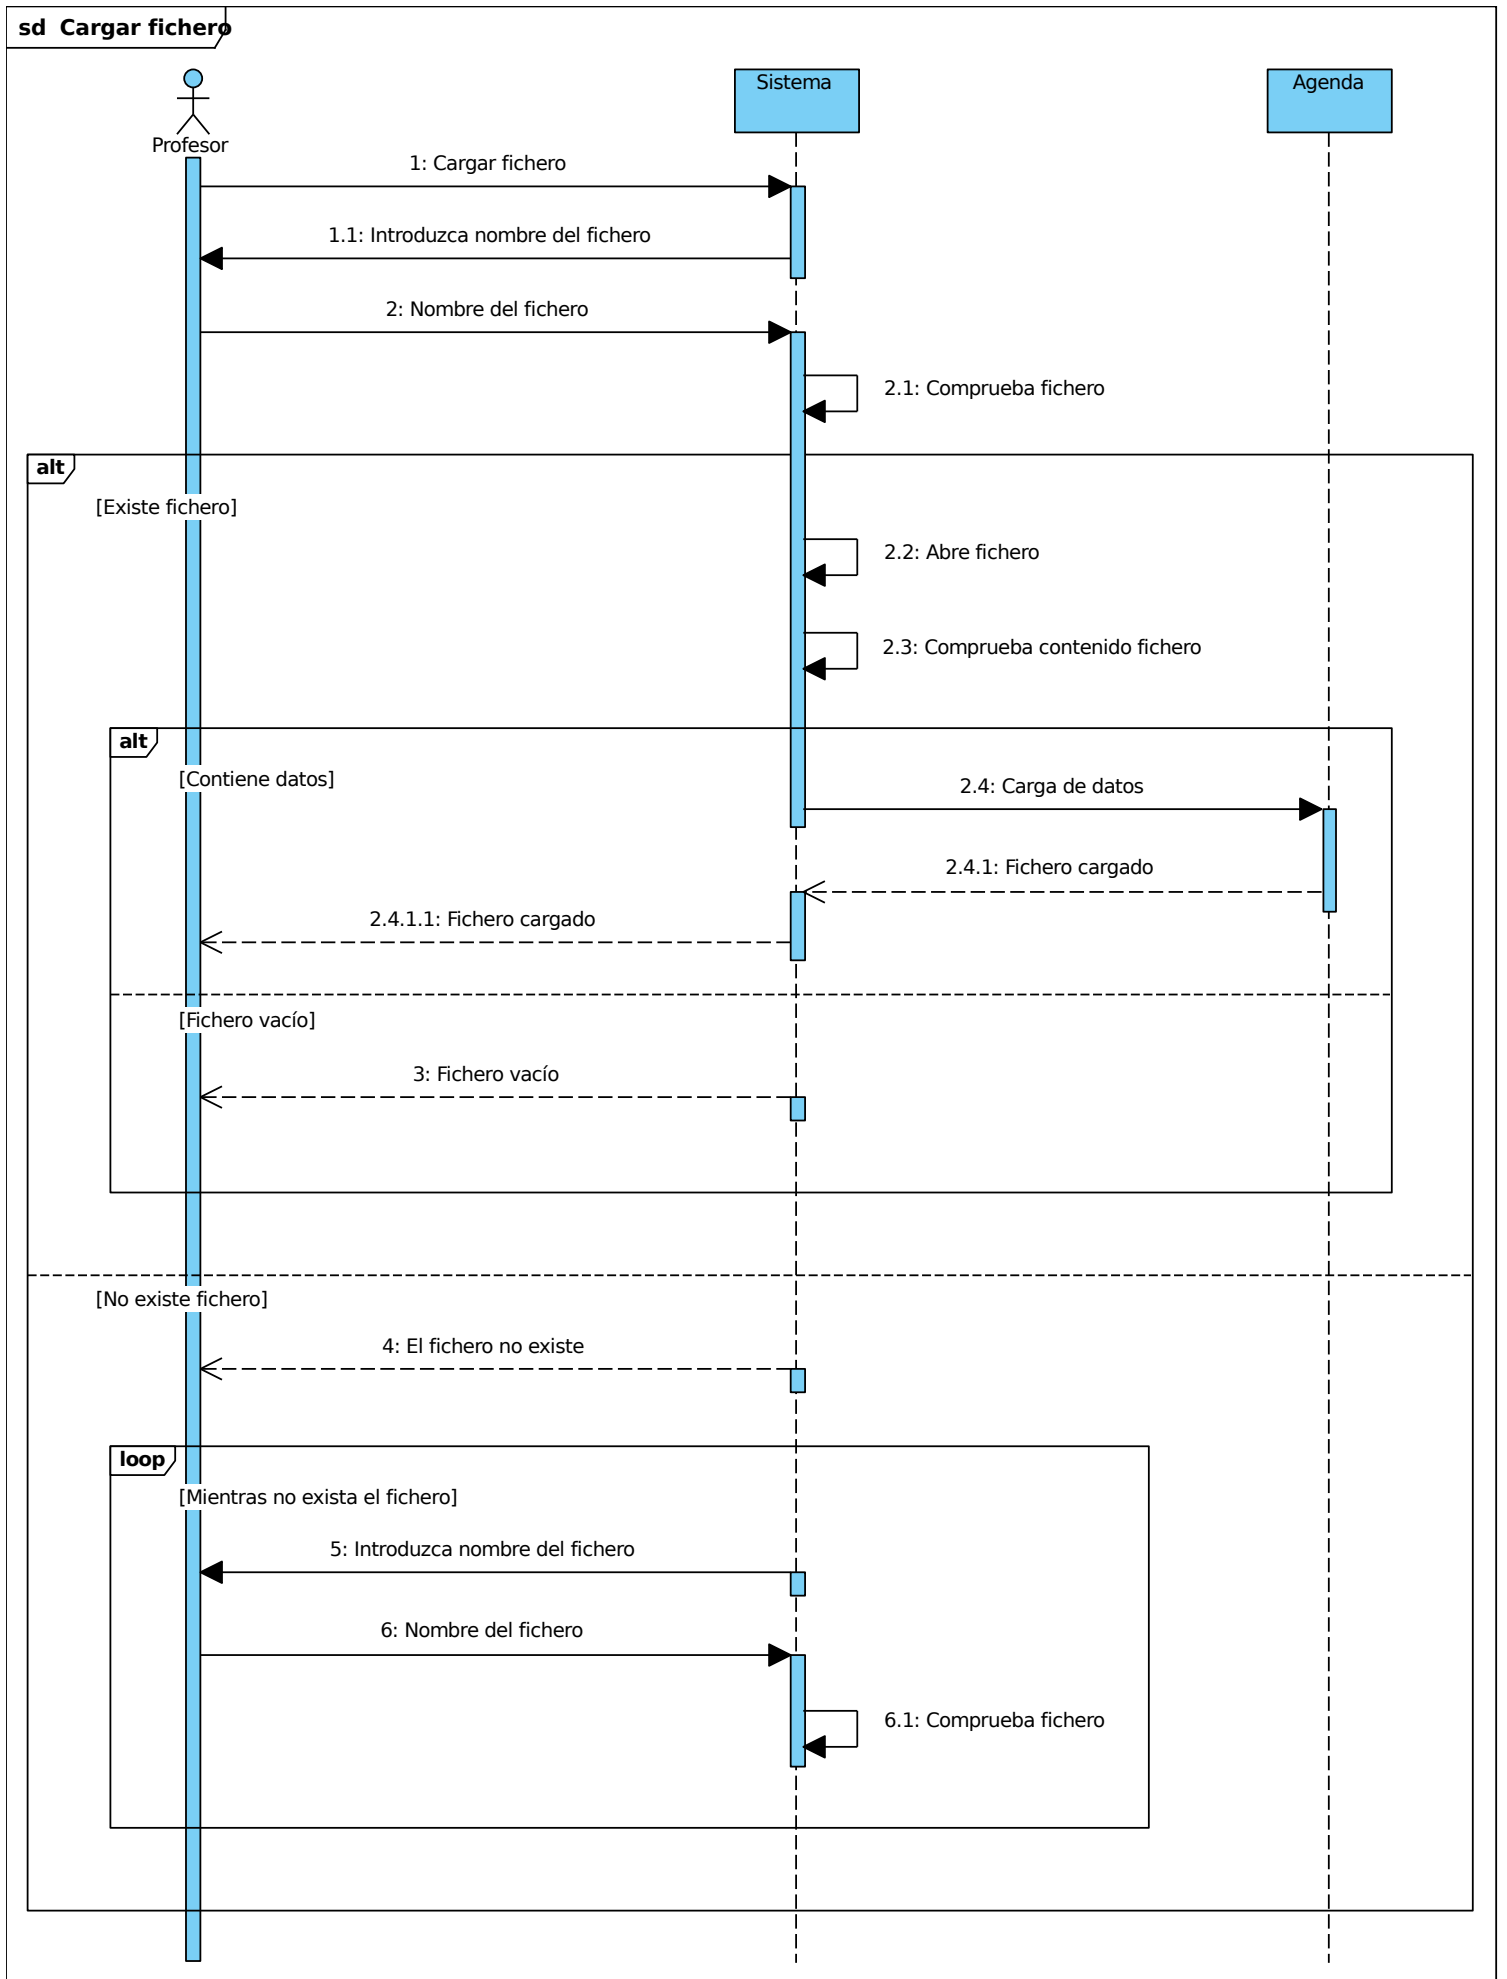 sd Cargar fichero
Profesor
Sistema
Agenda
1: Cargar fichero
1.1: Introduzca nombre del fichero
2: Nombre del fichero
2.1: Comprueba fichero
alt
[Existe fichero]
2.2: Abre fichero
2.3: Comprueba contenido fichero
alt
[Contiene datos]
2.4: Carga de datos
2.4.1: Fichero cargado
2.4.1.1: Fichero cargado
[Fichero vacío]
3: Fichero vacío
[No existe fichero]
4: El fichero no existe
loop
[Mientras no exista el fichero]
5: Introduzca nombre del fichero
6: Nombre del fichero
6.1: Comprueba fichero